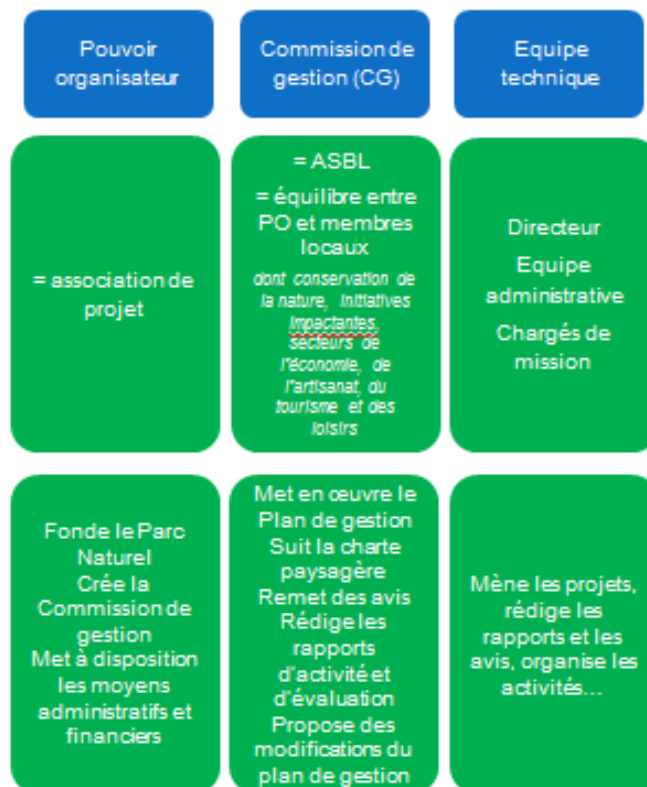 Pouvoir
organisateur
Commission de
gestion (CG)
Equipe
technique
= association de
projet
= ASBL
= équilibre entre
PO et membres
locaux
dont conservation de
la nature, initiatives
impactantes,
secteurs de
l'économie, de
l'artisanat, du
tourisme et des
loisirs
Directeur
Equipe
administrative
Chargés de
mission
Fonde le Parc
Naturel
Crée la
Commission de
gestion
Met à disposition
les moyens
administratifs et
financiers
Met en œuvre le
Plan de gestion
Suit la charte
paysagère
Remet des avis
Rédige les
rapports
d'activité et
d'évaluation
Propose des
modifications du
plan de gestion
Mène les projets,
rédige les
rapports et les
avis, organise les
activités...